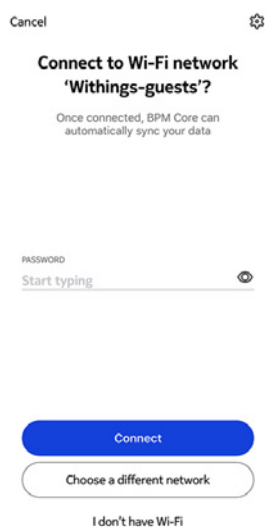 Cancel
Connect to Wi-Fi network
‘Withings-guests’?
Once connected, BPM Core can
automatically sync your data
PASSWORD
Start typing
Connect
Choose a different network
I don't have Wi-Fi